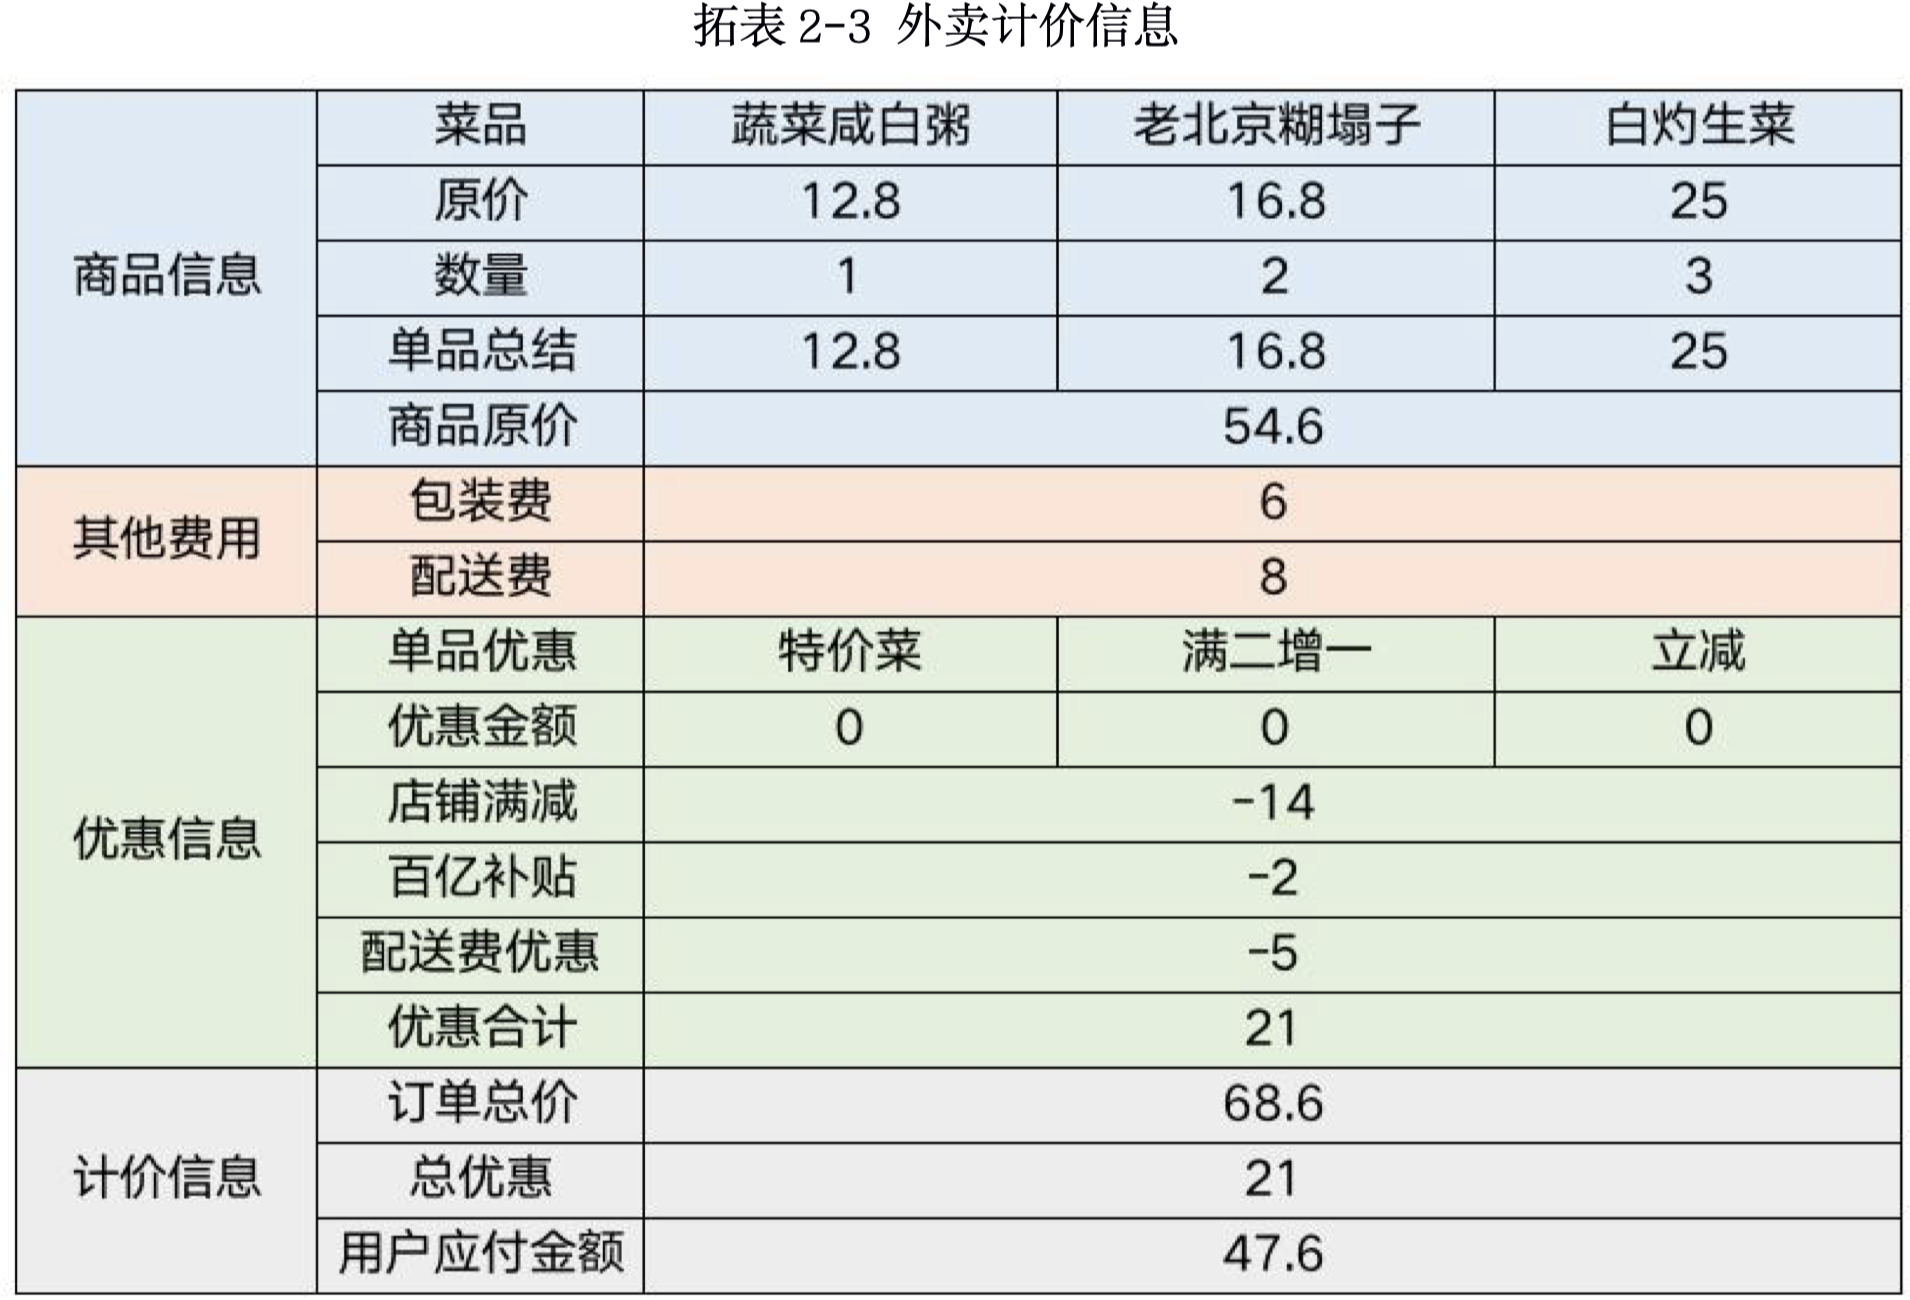 拓表 2-3 外卖计价信息
商品信息 菜品 蔬菜咸白粥 老北京糊塌子 白灼生菜
原价 12.8 16.8 25
数量 1 2 3
单品总结 12.8 16.8 25
商品原价 54.6
其他费用 包装费 6
配送费 8
优惠信息 单品优惠 特价菜 满二增一 立减
优惠金额 0 0 0
店铺满减 -14
百亿补贴 -2
配送费优惠 -5
优惠合计 21
计价信息 订单总价 68.6
总优惠 21
用户应付金额 47.6